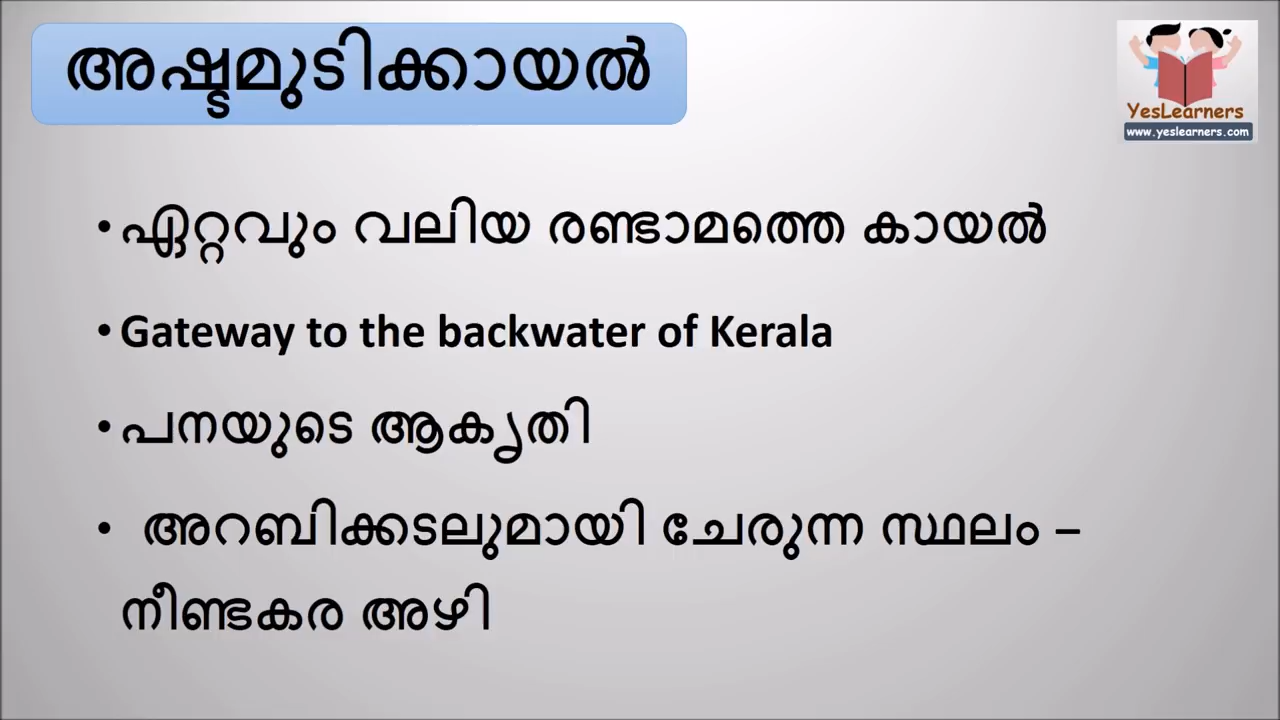 അഷ്ടമുടിക്കായൽ
YesLearners
www.yeslearners.com
•ഏറ്റവും വലിയ രണ്ടാമത്തെ കായൽ
•Gateway to the backwater of Kerala
•പനയുടെ ആകൃതി
• അറബിക്കടലുമായി ചേരുന്ന സ്ഥലം –
നീണ്ടകര അഴി